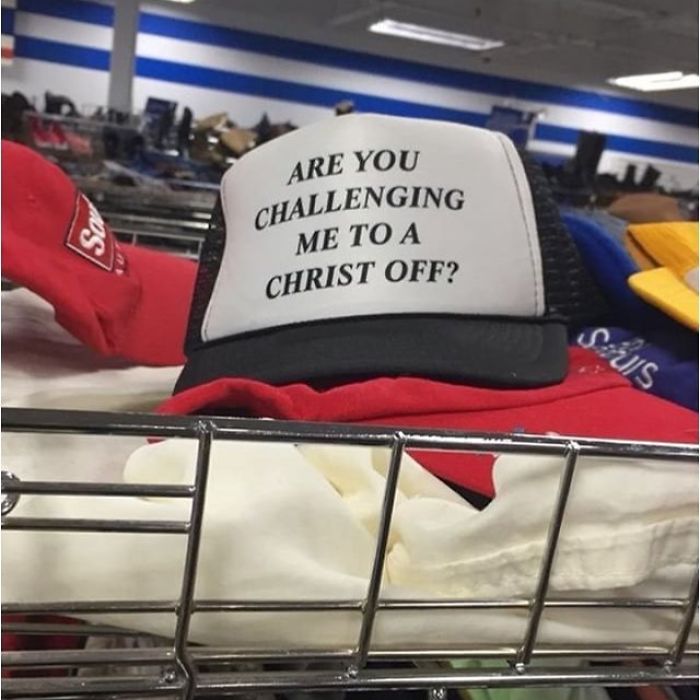 ARE YOU
CHALLENGING
ME TO A
CHRIST OFF?